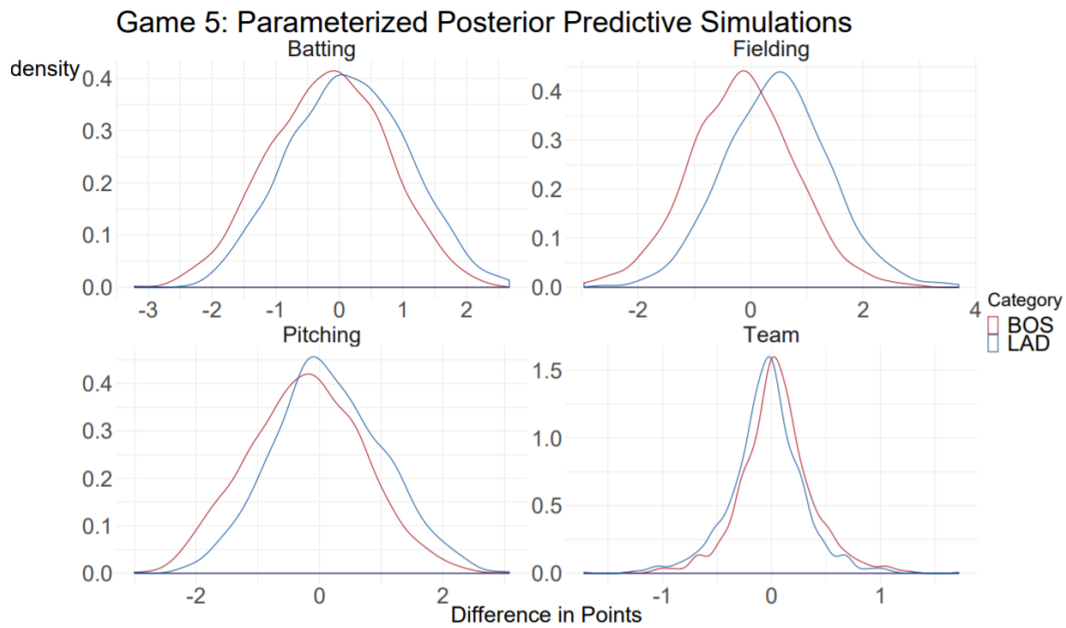 Game 5: Parameterized Posterior Predictive Simulations
Batting
Fielding
density
0.4
0.3
0.2
0.1
0.0
-3 -2 -1 0 1 2
0.4
0.3
0.2
0.1
0.0
-2 0 2 4
Category
BOS
LAD
Pitching
Team
0.4
0.3
0.2
0.1
0.0
-2 0 2
1.5
1.0
0.5
0.0
-1 0 1
Difference in Points